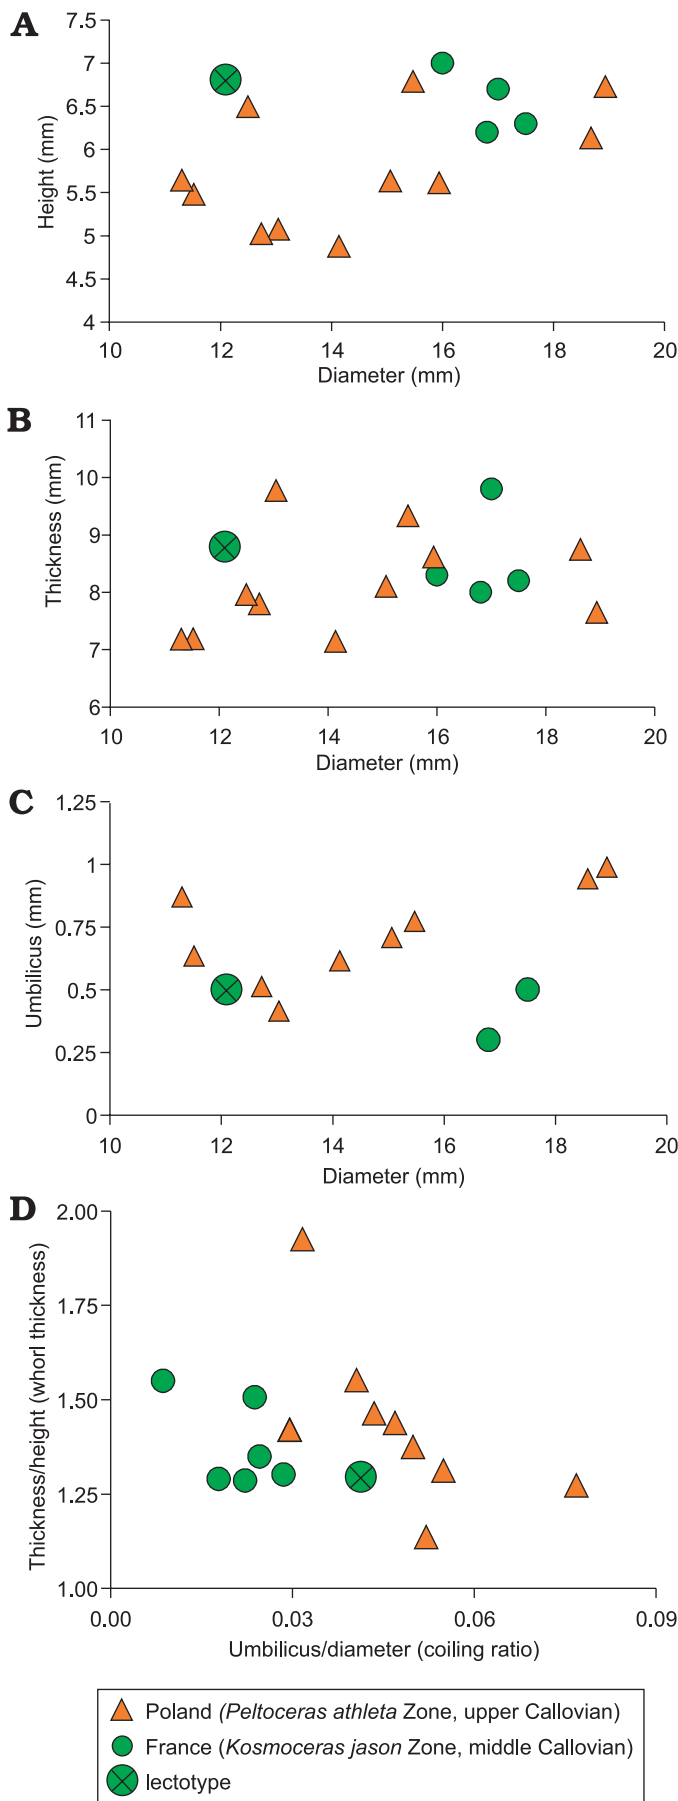 A
7.5
7
6.5
6
5.5
5
4.5
4
Height (mm)
10 12 14 16 18 20
Diameter (mm)
B
11
10
9
8
7
6
Thickness (mm)
10 12 14 16 18 20
Diameter (mm)
C
1.25
1
0.75
0.5
0.25
0
Umbilicus (mm)
10 12 14 16 18 20
Diameter (mm)
D
2.00
1.75
1.50
1.25
1.00
Thickness/height (whorl thickness)
0.00 0.03 0.06 0.09
Umbilicus/diameter (coiling ratio)
Poland (Peltoceras athleta Zone, upper Callovian)
France (Kosmoceras jason Zone, middle Callovian)
lectotype